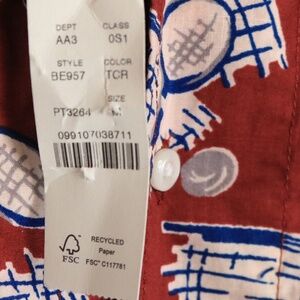 DEPT CLASS
AA3 0S1
STYLE COLOR
BE957 TCR
SIZE
PT3264 M
099107038711
RECYCLED
Paper
FSC FSC® C117781